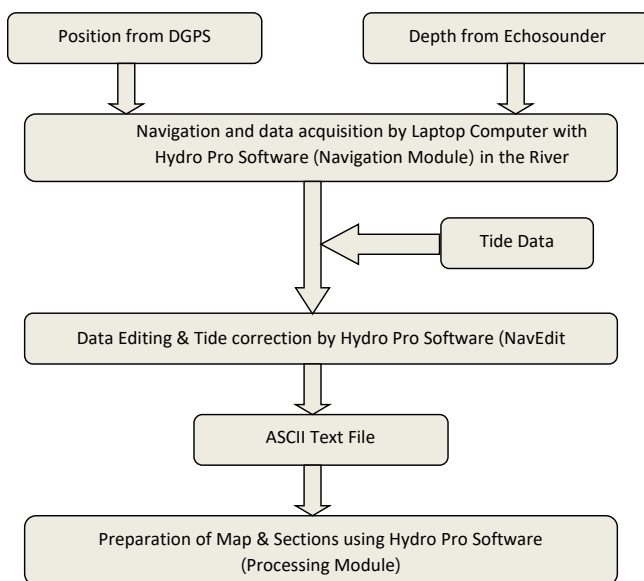 Position from DGPS
Depth from Echosounder
Navigation and data acquisition by Laptop Computer with
Hydro Pro Software (Navigation Module) in the River
Tide Data
Data Editing & Tide correction by Hydro Pro Software (NavEdit
ASCII Text File
Preparation of Map & Sections using Hydro Pro Software
(Processing Module)